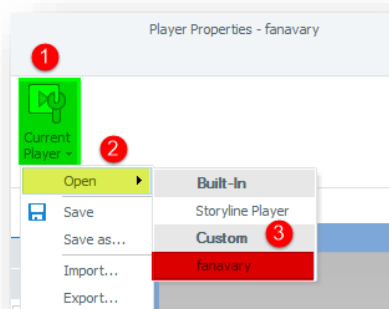 Player Properties - fanavary
1
Current
Player
2
Open
Built-In
Save
Storyline Player
Save as...
Custom
3
Import...
fanavary
Export...